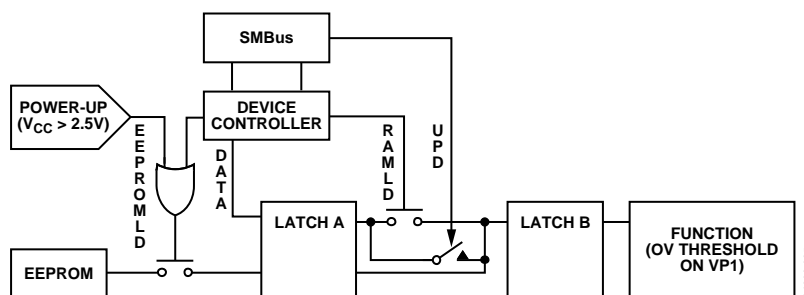 SMBus
POWER-UP
(VCC > 2.5V)
EEPROMLD
DEVICE
CONTROLLER
DATA
RAMLD
UPD
EEPROM
LATCH A
LATCH B
FUNCTION
(OV THRESHOLD
ON VP1)